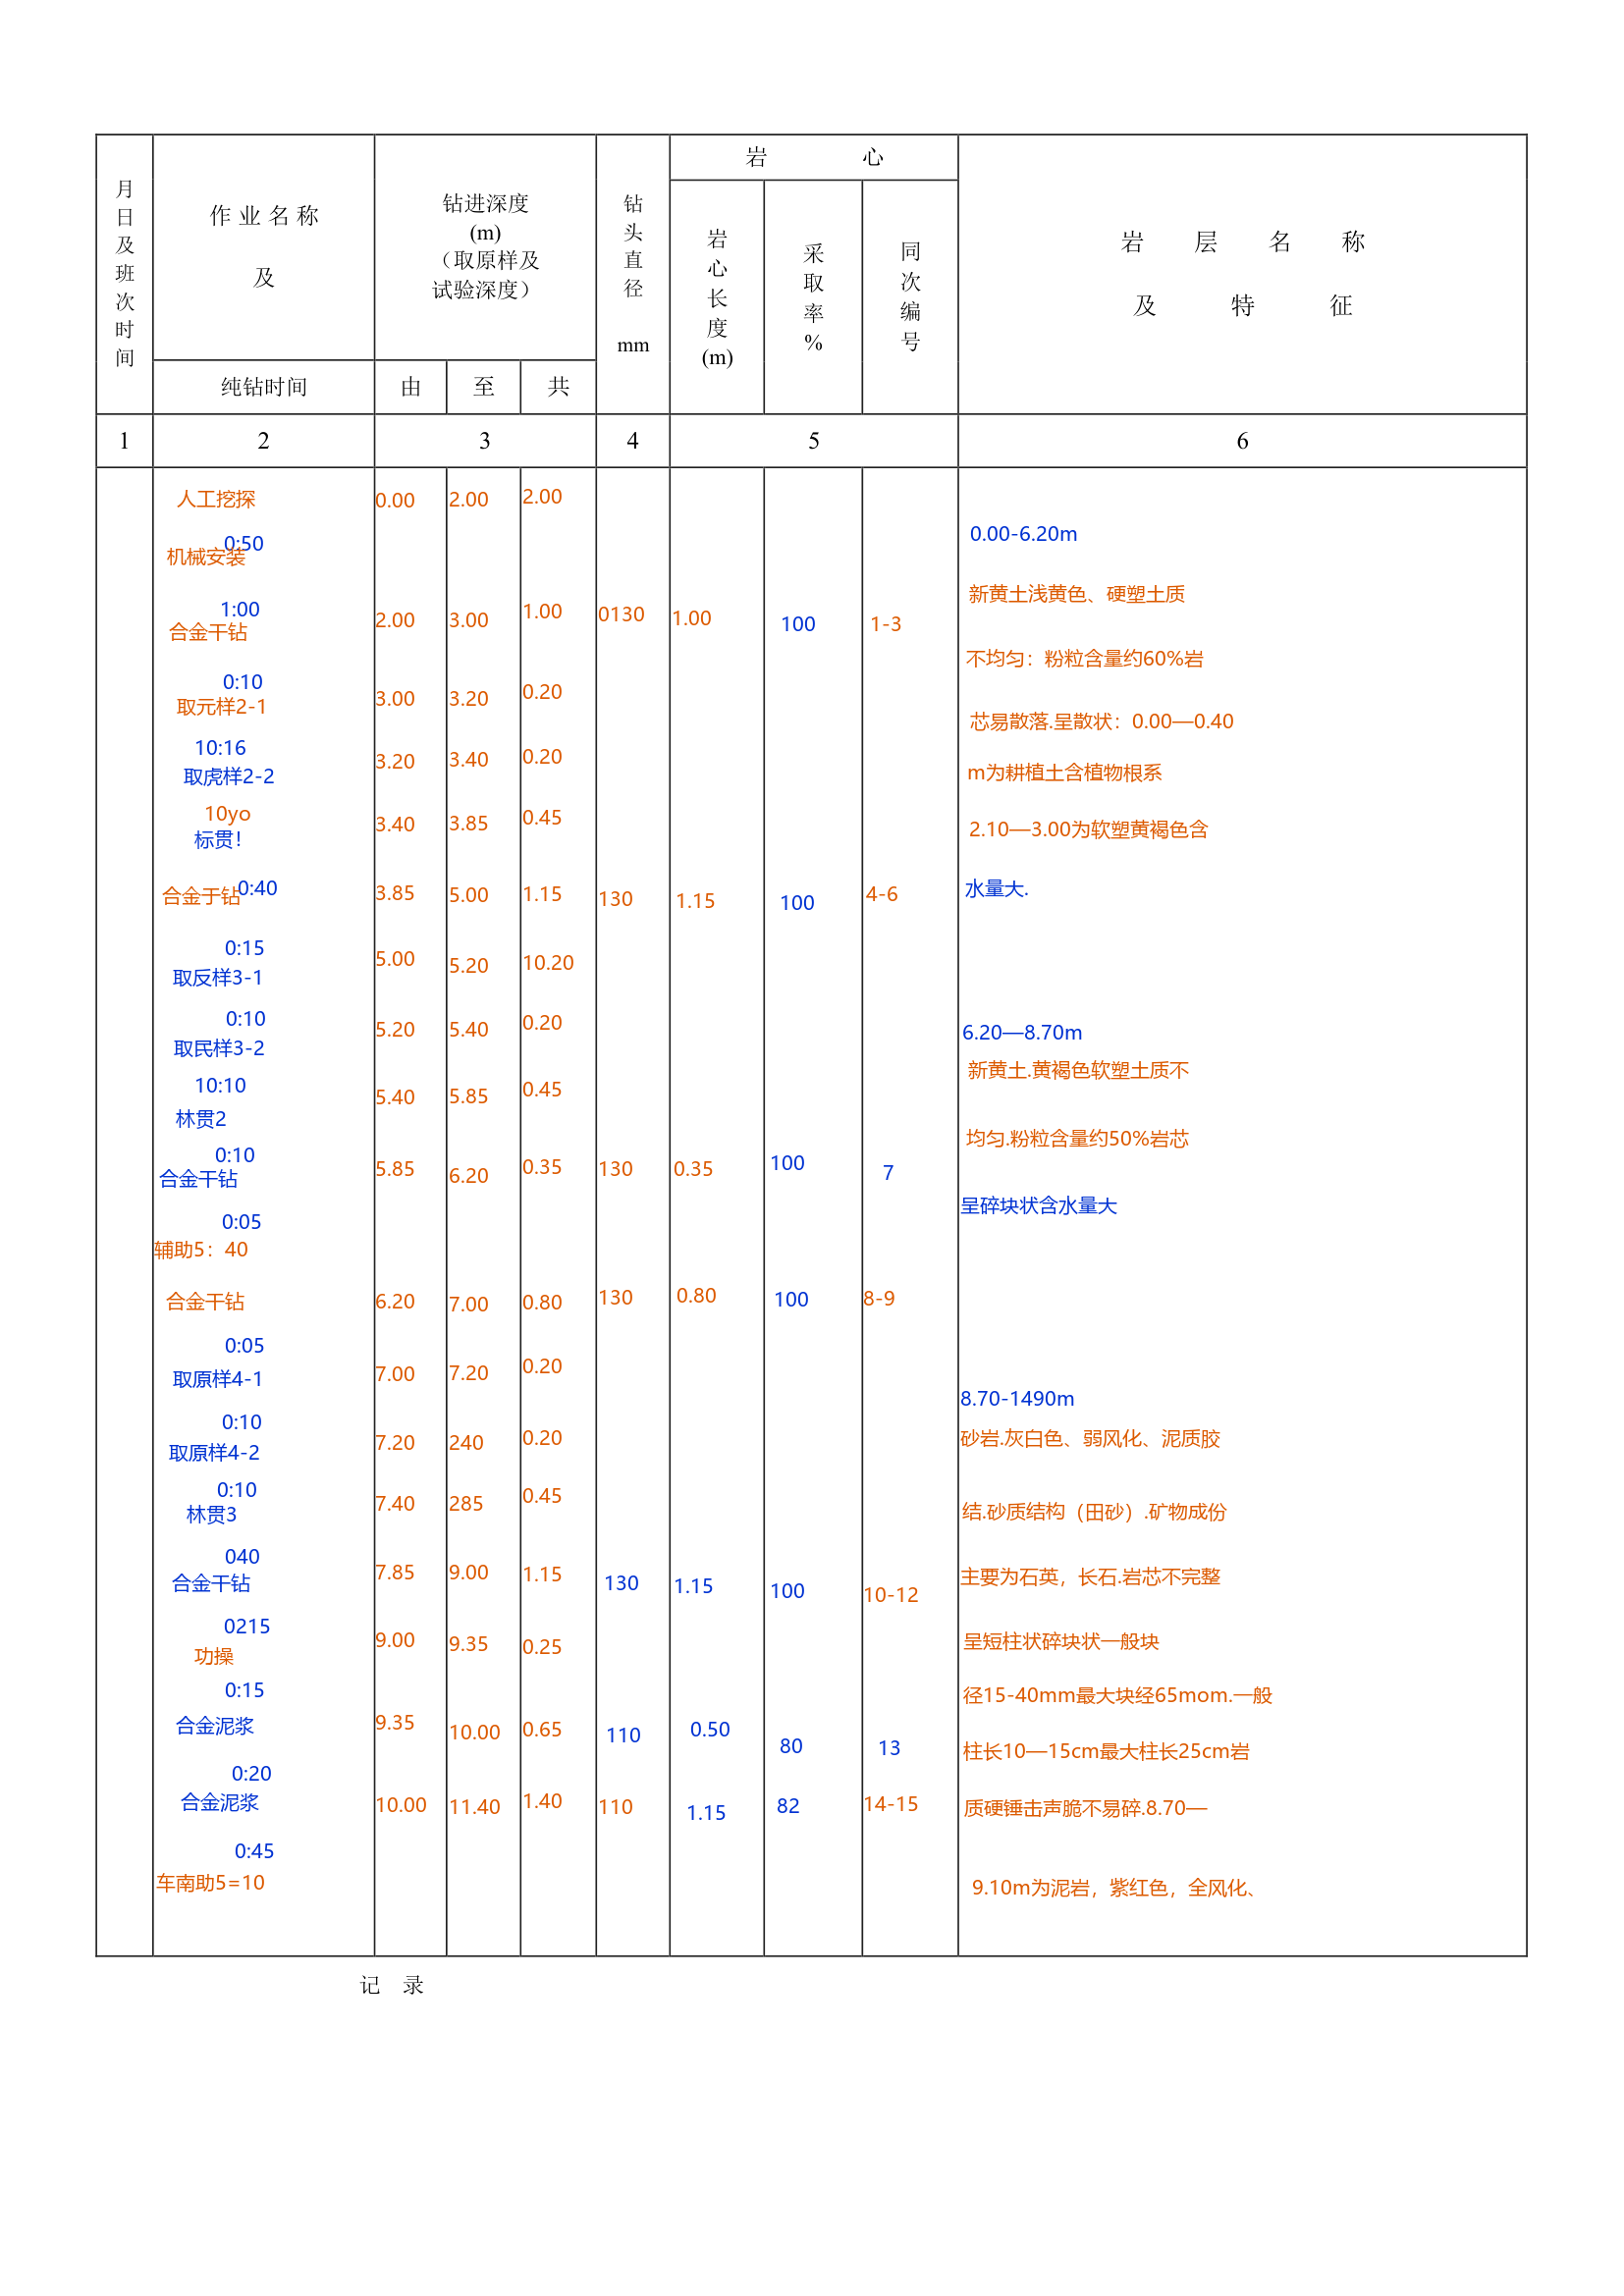 月日及班次时间
作 业 名 称
及
纯钻时间
钻进深度
(m)
（取原样及
试验深度）
由 至 共
钻头直径 mm
岩 心
岩心长度(m)
采取率%
同次编号
岩 层 名 称
及 特 征
1 2 3 4 5 6
人工挖探 0.00 2.00 2.00
0:50
机械安装
1:00
合金干钻 2.00 3.00 1.00 0130 1.00 100 1-3
0:10
取元样2-1 3.00 3.20 0.20
10:16
取虎样2-2 3.20 3.40 0.20
10yo
标贯！ 3.40 3.85 0.45
0:40
合金于钻 3.85 5.00 1.15 130 1.15 100 4-6
0:15
取反样3-1 5.00 5.20 10.20
0:10
取民样3-2 5.20 5.40 0.20
10:10
林贯2 5.40 5.85 0.45
0:10
合金干钻 5.85 6.20 0.35 130 0.35 100 7
0:05
辅助5：40
合金干钻 6.20 7.00 0.80 130 0.80 100 8-9
0:05
取原样4-1 7.00 7.20 0.20
0:10
取原样4-2 7.20 240 0.20
0:10
林贯3 7.40 285 0.45
040
合金干钻 7.85 9.00 1.15 130 1.15 100 10-12
0215
功操 9.00 9.35 0.25
0:15
合金泥浆 9.35 10.00 0.65 110 0.50 80 13
0:20
合金泥浆 10.00 11.40 1.40 110 1.15 82 14-15
0:45
车南助5=10
0.00-6.20m
新黄土浅黄色、硬塑土质
不均匀：粉粒含量约60%岩
芯易散落.呈散状：0.00—0.40
m为耕植土含植物根系
2.10—3.00为软塑黄褐色含
水量大.
6.20—8.70m
新黄土.黄褐色软塑土质不
均匀.粉粒含量约50%岩芯
呈碎块状含水量大
8.70-1490m
砂岩.灰白色、弱风化、泥质胶
结.砂质结构（田砂）.矿物成份
主要为石英，长石.岩芯不完整
呈短柱状碎块状一般块
径15-40mm最大块经65mom.一般
柱长10—15cm最大柱长25cm岩
质硬锤击声脆不易碎.8.70—
9.10m为泥岩，紫红色，全风化、
记 录